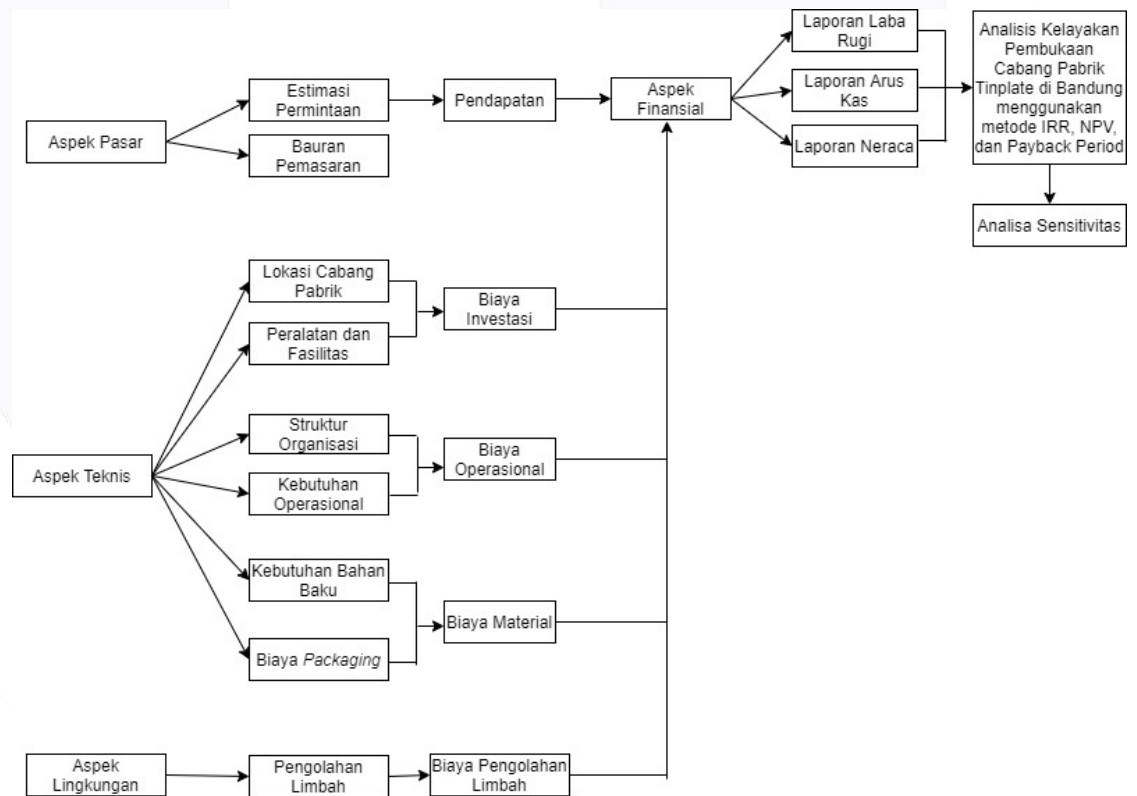 Aspek Pasar
Estimasi
Permintaan
Bauran
Pemasaran
Pendapatan
Aspek
Finansial
Laporan Laba
Rugi
Laporan Arus
Kas
Laporan Neraca
Analisis Kelayakan
Pembukaan
Cabang Pabrik
Tinplate di Bandung
menggunakan
metode IRR, NPV,
dan Payback Period
Analisa Sensitivitas
Aspek Teknis
Lokasi Cabang
Pabrik
Peralatan dan
Fasilitas
Biaya
Investasi
Struktur
Organisasi
Kebutuhan
Operasional
Biaya
Operasional
Kebutuhan Bahan
Baku
Biaya Packaging
Biaya Material
Aspek
Lingkungan
Pengolahan
Limbah
Biaya Pengolahan
Limbah